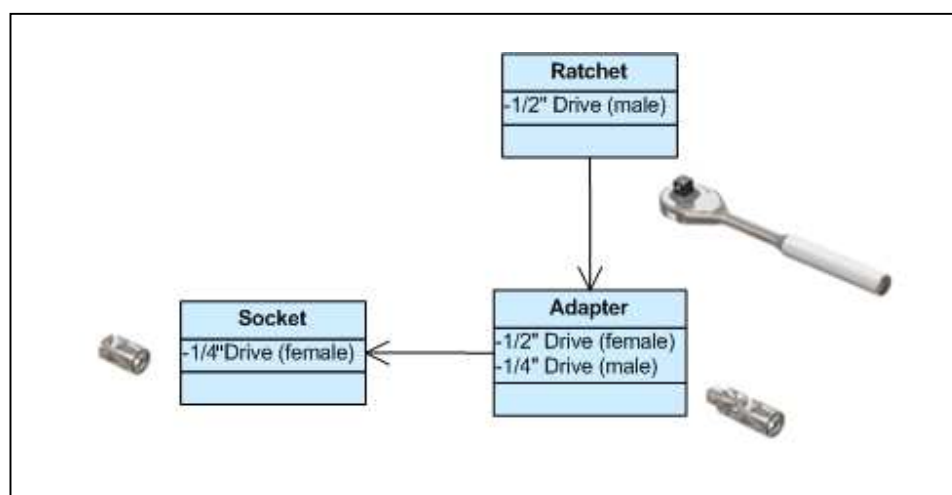 Ratchet
-1/2" Drive (male)
Adapter
-1/2" Drive (female)
-1/4" Drive (male)
Socket
-1/4"Drive (female)